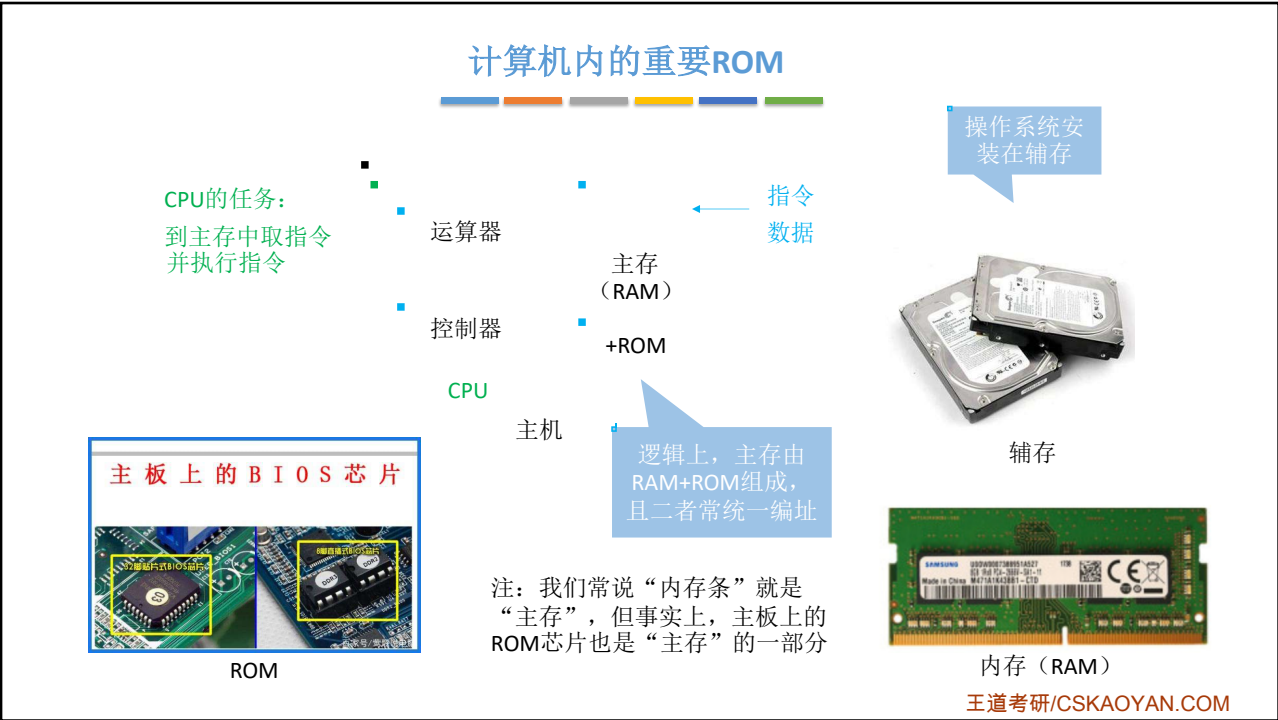 计算机内的重要ROM
操作系统安
装在辅存
CPU的任务：
到主存中取指令
并执行指令
运算器
控制器
CPU
主机
主存
（RAM）
+ROM
指令
数据
逻辑上，主存由
RAM+ROM组成，
且二者常统一编址
辅存
主板上的BIOS芯片
32脚贴片式BIOS芯片
8脚直插式BIOS芯片
ROM
注：我们常说“内存条”就是
“主存”，但事实上，主板上的
ROM芯片也是“主存”的一部分
SAMSUNG
Made in China
内存（RAM）
王道考研/CSKAOYAN.COM